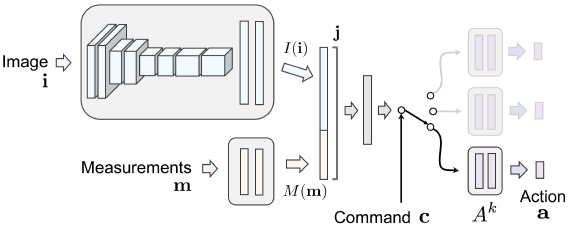 Image
i
I(i)
j
Measurements
m
M(m)
Command c
A^k
Action
a